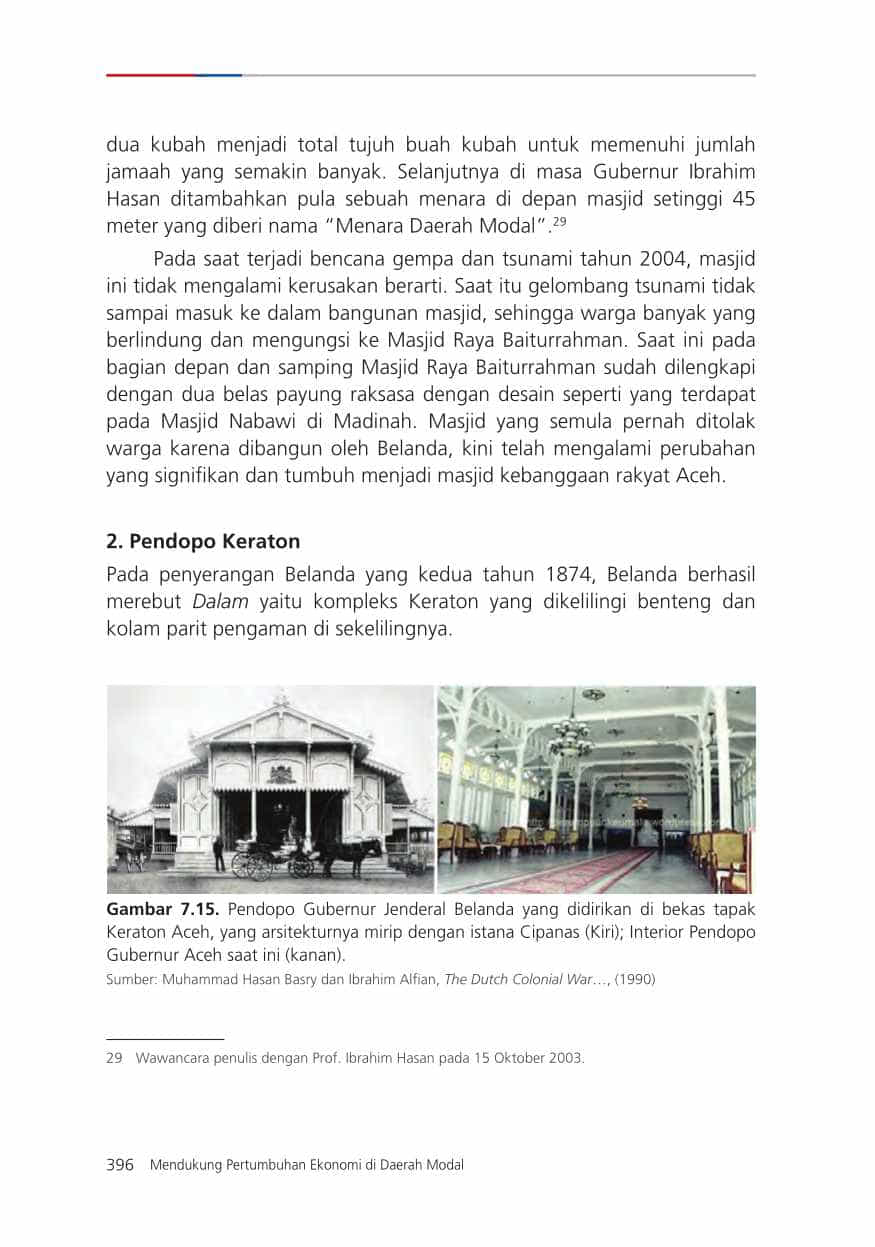 dua kubah menjadi total tujuh buah kubah untuk memenuhi jumlah
jamaah yang semakin banyak. Selanjutnya di masa Gubernur Ibrahim
Hasan ditambahkan pula sebuah menara di depan masjid setinggi 45
meter yang diberi nama “Menara Daerah Modal”.²⁹
Pada saat terjadi bencana gempa dan tsunami tahun 2004, masjid
ini tidak mengalami kerusakan berarti. Saat itu gelombang tsunami tidak
sampai masuk ke dalam bangunan masjid, sehingga warga banyak yang
berlindung dan mengungsi ke Masjid Raya Baiturrahman. Saat ini pada
bagian depan dan samping Masjid Raya Baiturrahman sudah dilengkapi
dengan dua belas payung raksasa dengan desain seperti yang terdapat
pada Masjid Nabawi di Madinah. Masjid yang semula pernah ditolak
warga karena dibangun oleh Belanda, kini telah mengalami perubahan
yang signifikan dan tumbuh menjadi masjid kebanggaan rakyat Aceh.
2. Pendopo Keraton
Pada penyerangan Belanda yang kedua tahun 1874, Belanda berhasil
merebut Dalam yaitu kompleks Keraton yang dikelilingi benteng dan
kolam parit pengaman di sekelilingnya.
Gambar 7.15. Pendopo Gubernur Jenderal Belanda yang didirikan di bekas tapak
Keraton Aceh, yang arsitekturnya mirip dengan istana Cipanas (Kiri); Interior Pendopo
Gubernur Aceh saat ini (kanan).
Sumber: Muhammad Hasan Basry dan Ibrahim Alfian, The Dutch Colonial War…, (1990)
29 Wawancara penulis dengan Prof. Ibrahim Hasan pada 15 Oktober 2003.
396 Mendukung Pertumbuhan Ekonomi di Daerah Modal